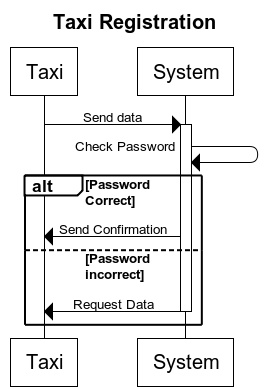 Taxi Registration
Taxi System
Send data
Check Password
alt [Password
Correct]
Send Confirmation
[Password
incorrect]
Request Data
Taxi System